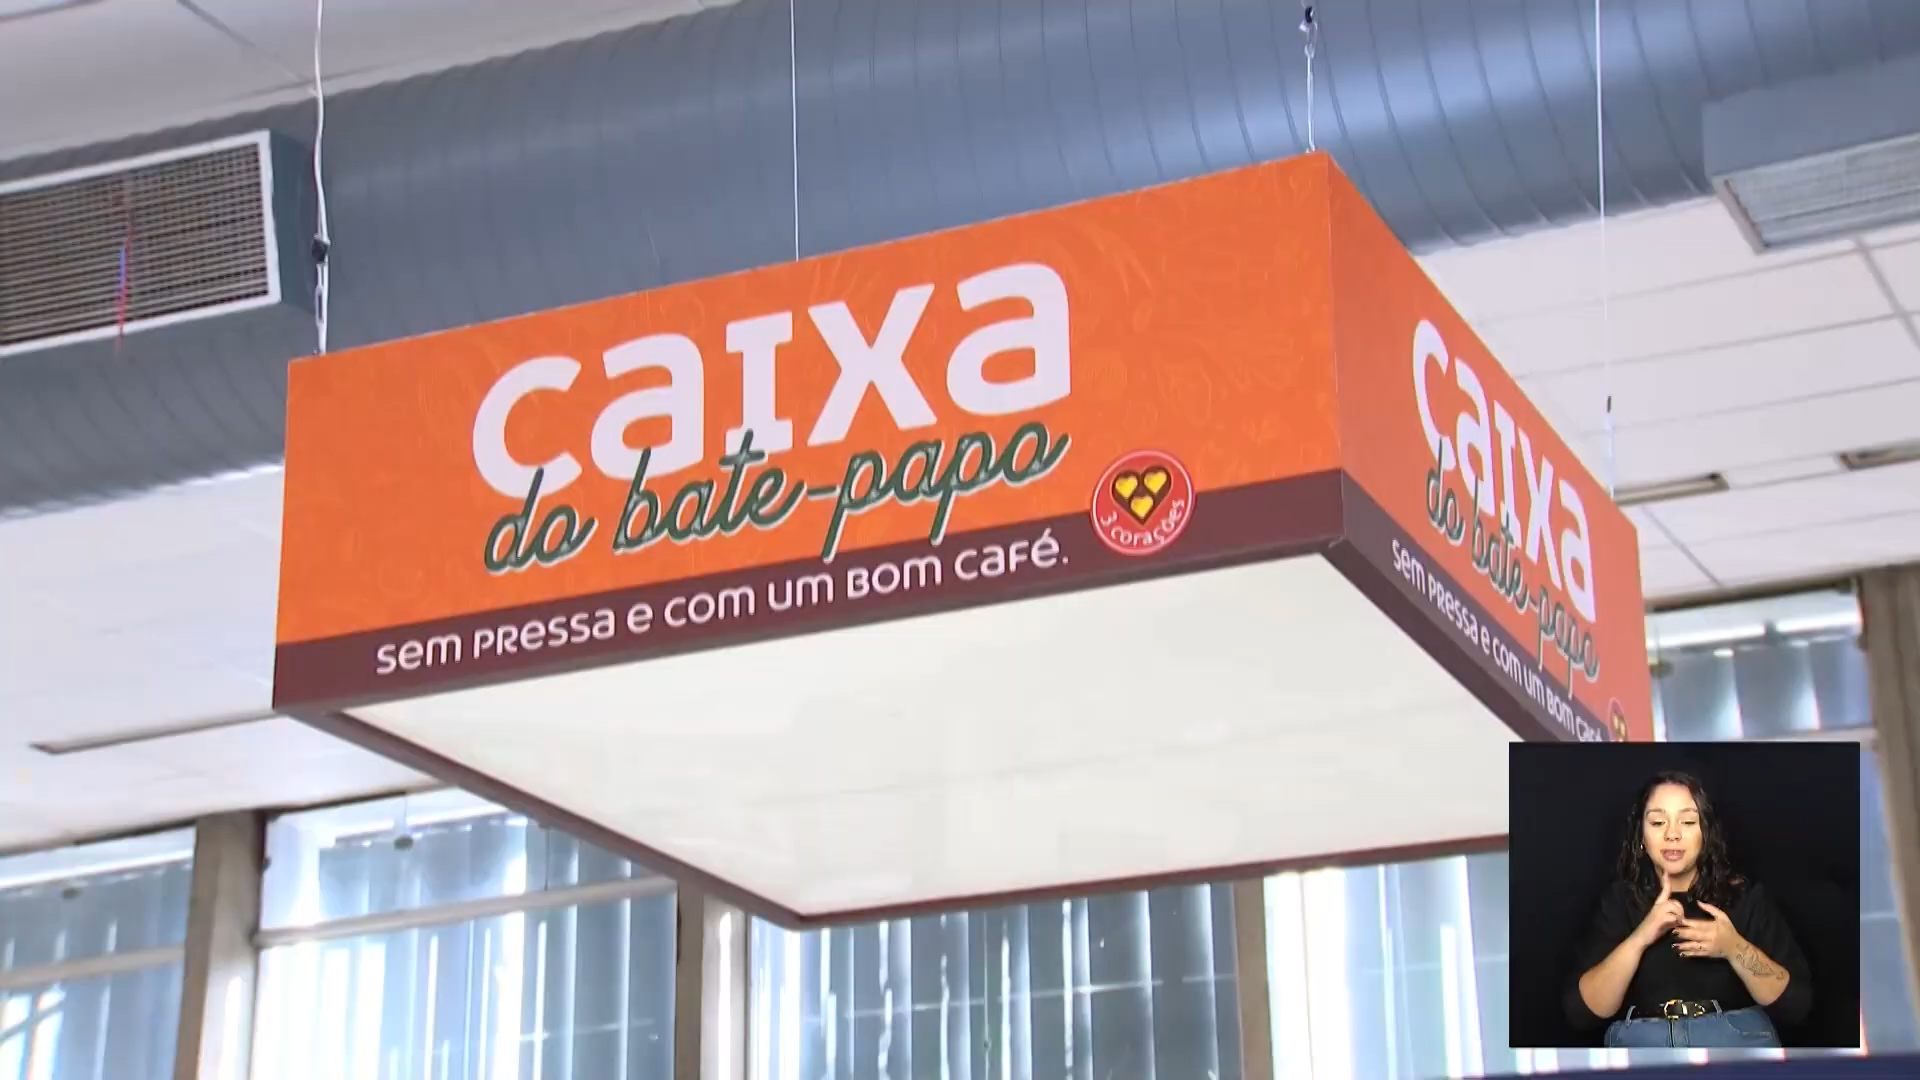 caixa
do bate-papo
3 corações
sem pressa e com um bom café.
caixa
do bate-papo
sem pressa e com um bom café